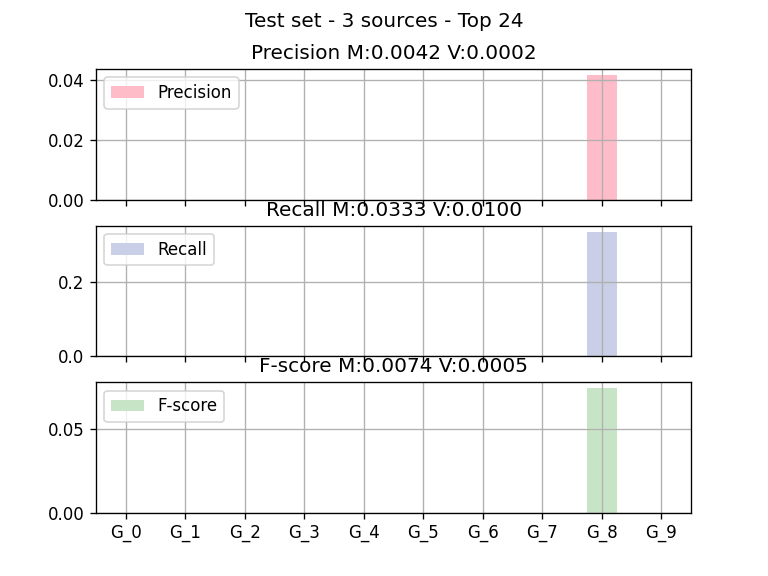 Test set - 3 sources - Top 24
Precision M:0.0042 V:0.0002
0.04
Precision
0.02
0.00
Recall M:0.0333 V:0.0100
Recall
0.2
0.0
F-score M:0.0074 V:0.0005
F-score
0.05
0.00
G_0 G_1 G_2 G_3 G_4 G_5 G_6 G_7 G_8 G_9